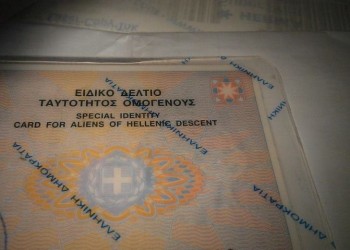 ΕΙΔΙΚΟ ΔΕΛΤΙΟ
ΤΑΥΤΟΤΗΤΟΣ ΟΜΟΓΕΝΟΥΣ
SPECIAL IDENTITY
CARD FOR ALIENS OF HELLENIC DESCENT
ΕΛΛΗΝΙΚΗ ΔΗΜΟΚΡΑΤΙΑ
ΕΛΛΗΝΙΚΗ ΔΗΜΟΚΡΑΤΙΑ
ΕΛΛΗΝΙΚΗ ΔΗΜΟΚΡΑΤΙΑ